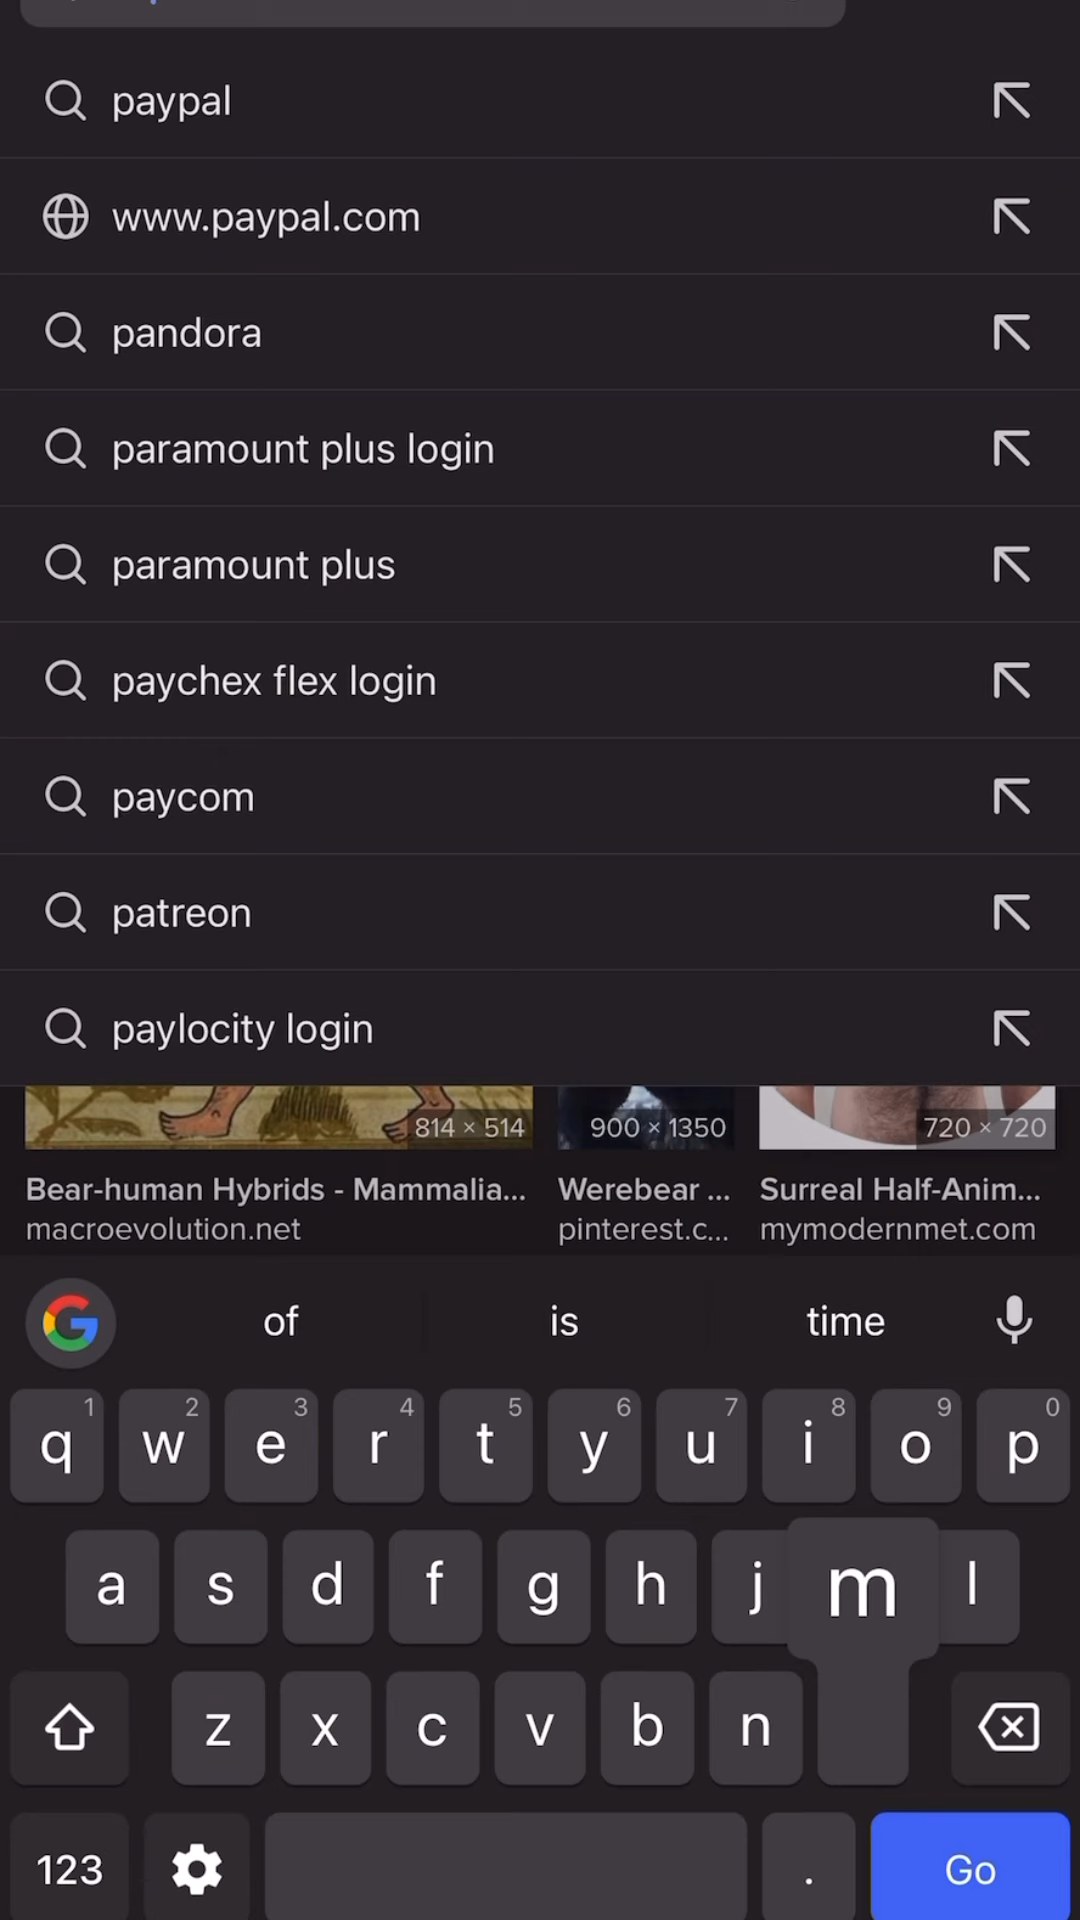 paypal
www.paypal.com
pandora
paramount plus login
paramount plus
paychex flex login
paycom
patreon
paylocity login
814 × 514 900 × 1350 720 × 720
Bear-human Hybrids - Mammalia... Werebear ... Surreal Half-Anim...
macroevolution.net pinterest.c... mymodernmet.com
of is time
1 2 3 4 5 6 7 8 9 0
q w e r t y u i o p
a s d f g h j m l
z x c v b n
123 . Go